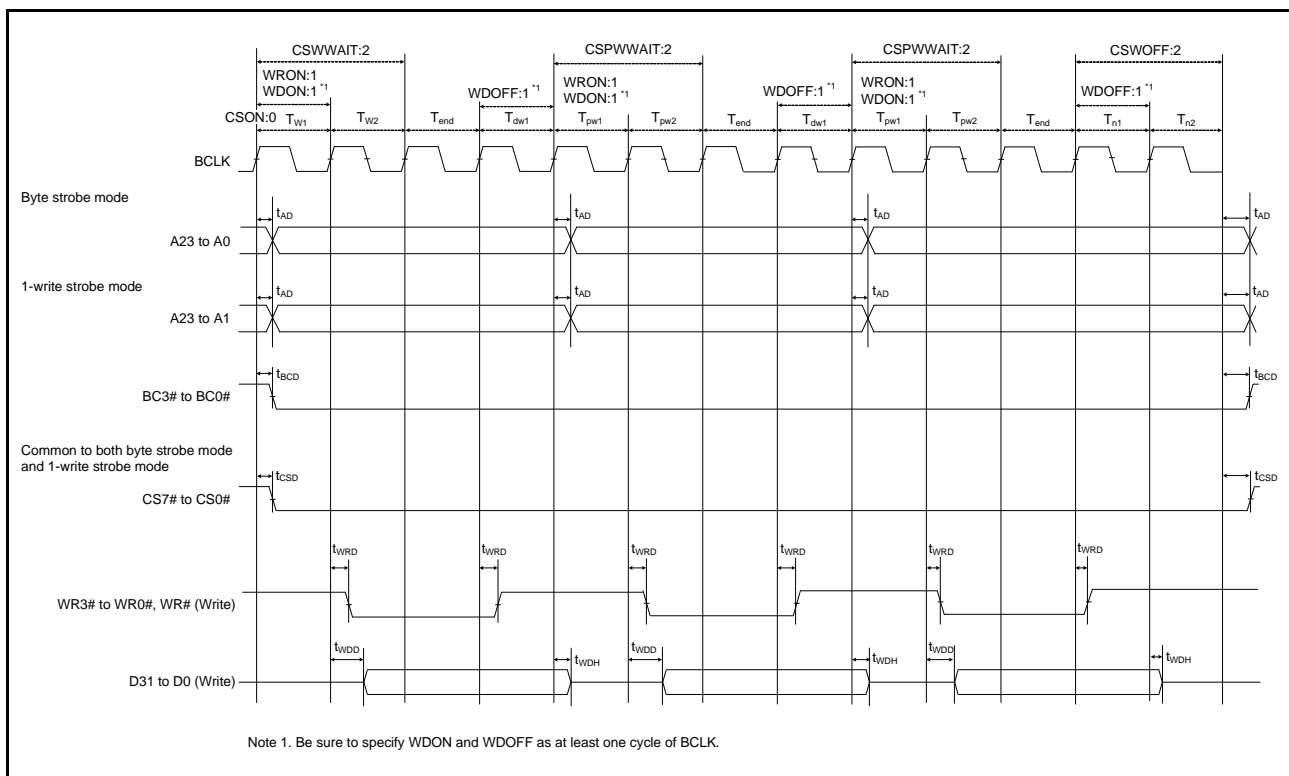 CSWWAIT:2 CSPWWAIT:2 CSPWWAIT:2 CSWOFF:2
WRON:1 WRON:1 WRON:1
WDON:1 *1 WDOFF:1 *1 WDON:1 *1 WDOFF:1 *1 WDON:1 *1 WDOFF:1 *1
CSON:0 TW1 TW2 Tend Tdw1 Tpw1 Tpw2 Tend Tdw1 Tpw1 Tpw2 Tend Tn1 Tn2
BCLK
Byte strobe mode
tAD tAD tAD tAD
A23 to A0
1-write strobe mode
tAD tAD tAD tAD
A23 to A1
tBCD tBCD
BC3# to BC0#
Common to both byte strobe mode
and 1-write strobe mode
tCSD tCSD
CS7# to CS0#
tWRD tWRD tWRD tWRD tWRD tWRD
WR3# to WR0#, WR# (Write)
tWDD tWDH tWDD tWDH tWDD tWDH
D31 to D0 (Write)
Note 1. Be sure to specify WDON and WDOFF as at least one cycle of BCLK.